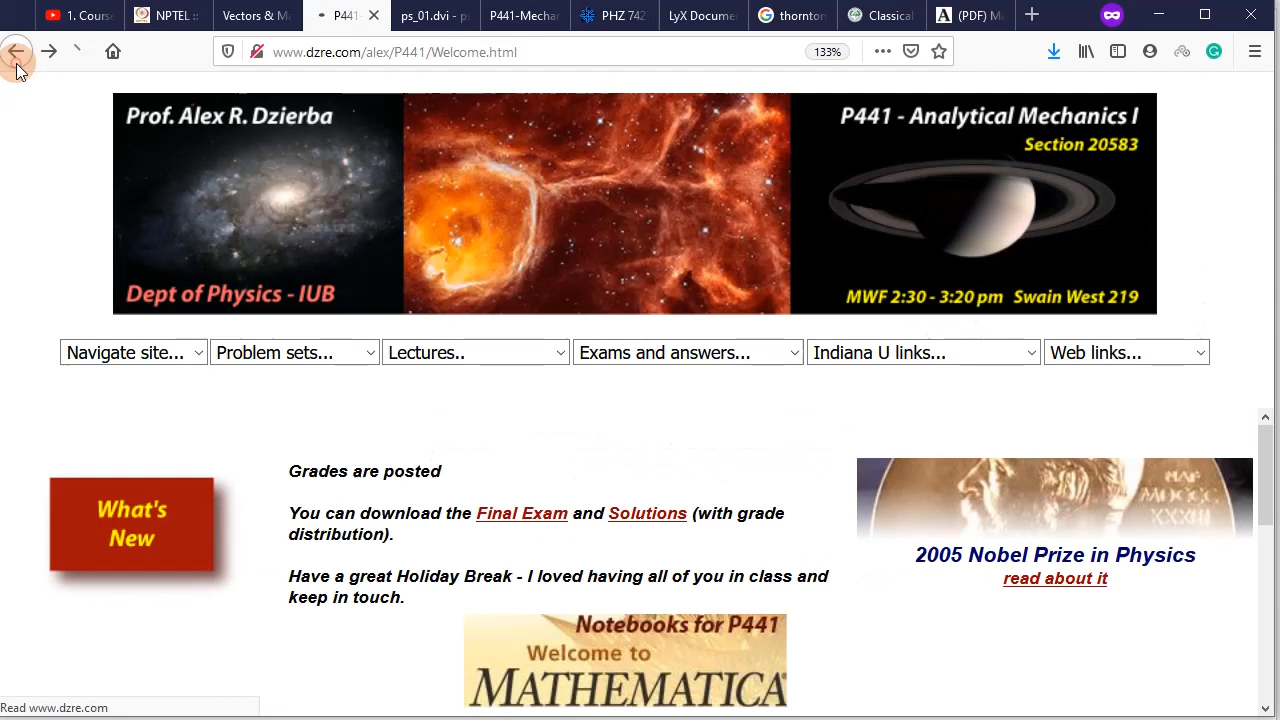 1. Course
NPTEL ::
Vectors & Ma
P441-
ps_01.dvi - p
P441-Mechar
PHZ 742
LyX Docume
thornton
Classical
(PDF) M
www.dzre.com/alex/P441/Welcome.html
133%
Prof. Alex R. Dzierba
P441 - Analytical Mechanics I
Section 20583
Dept of Physics - IUB
MWF 2:30 - 3:20 pm Swain West 219
Navigate site...
Problem sets...
Lectures..
Exams and answers...
Indiana U links...
Web links...
Grades are posted
What's
New
You can download the Final Exam and Solutions (with grade
distribution).
Have a great Holiday Break - I loved having all of you in class and
keep in touch.
2005 Nobel Prize in Physics
read about it
Notebooks for P441
Welcome to
MATHEMATICA
Read www.dzre.com